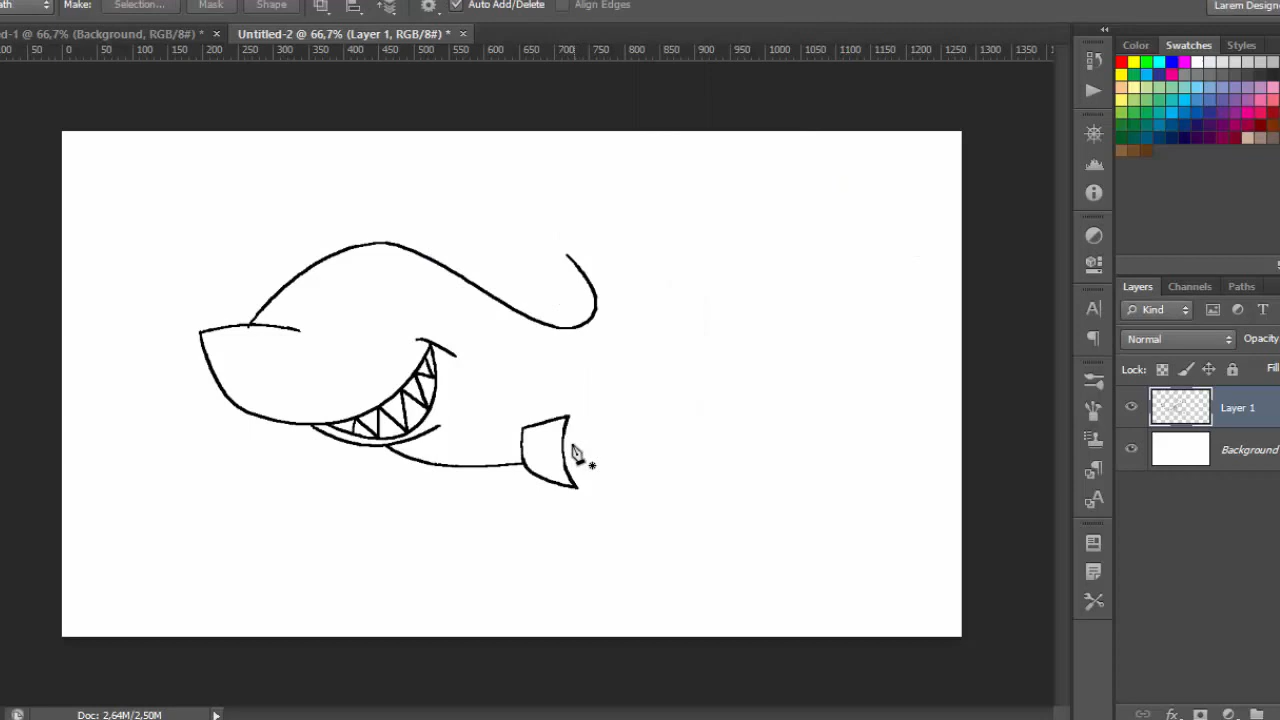 ath Make: Selection... Mask Shape Auto Add/Delete Align Edges Larem Design
d-1 @ 66,7% (Background, RGB/8#) * × Untitled-2 @ 66,7% (Layer 1, RGB/8#) * ×
00 50 0 50 100 150 200 250 300 350 400 450 500 550 600 650 700 750 800 850 900 950 1000 1050 1100 1150 1200 1250 1300 1350
Color Swatches Styles
Layers Channels Paths
Kind
Normal Opacity
Lock: Fill
Layer 1
Background
Doc: 2,64M/2,50M